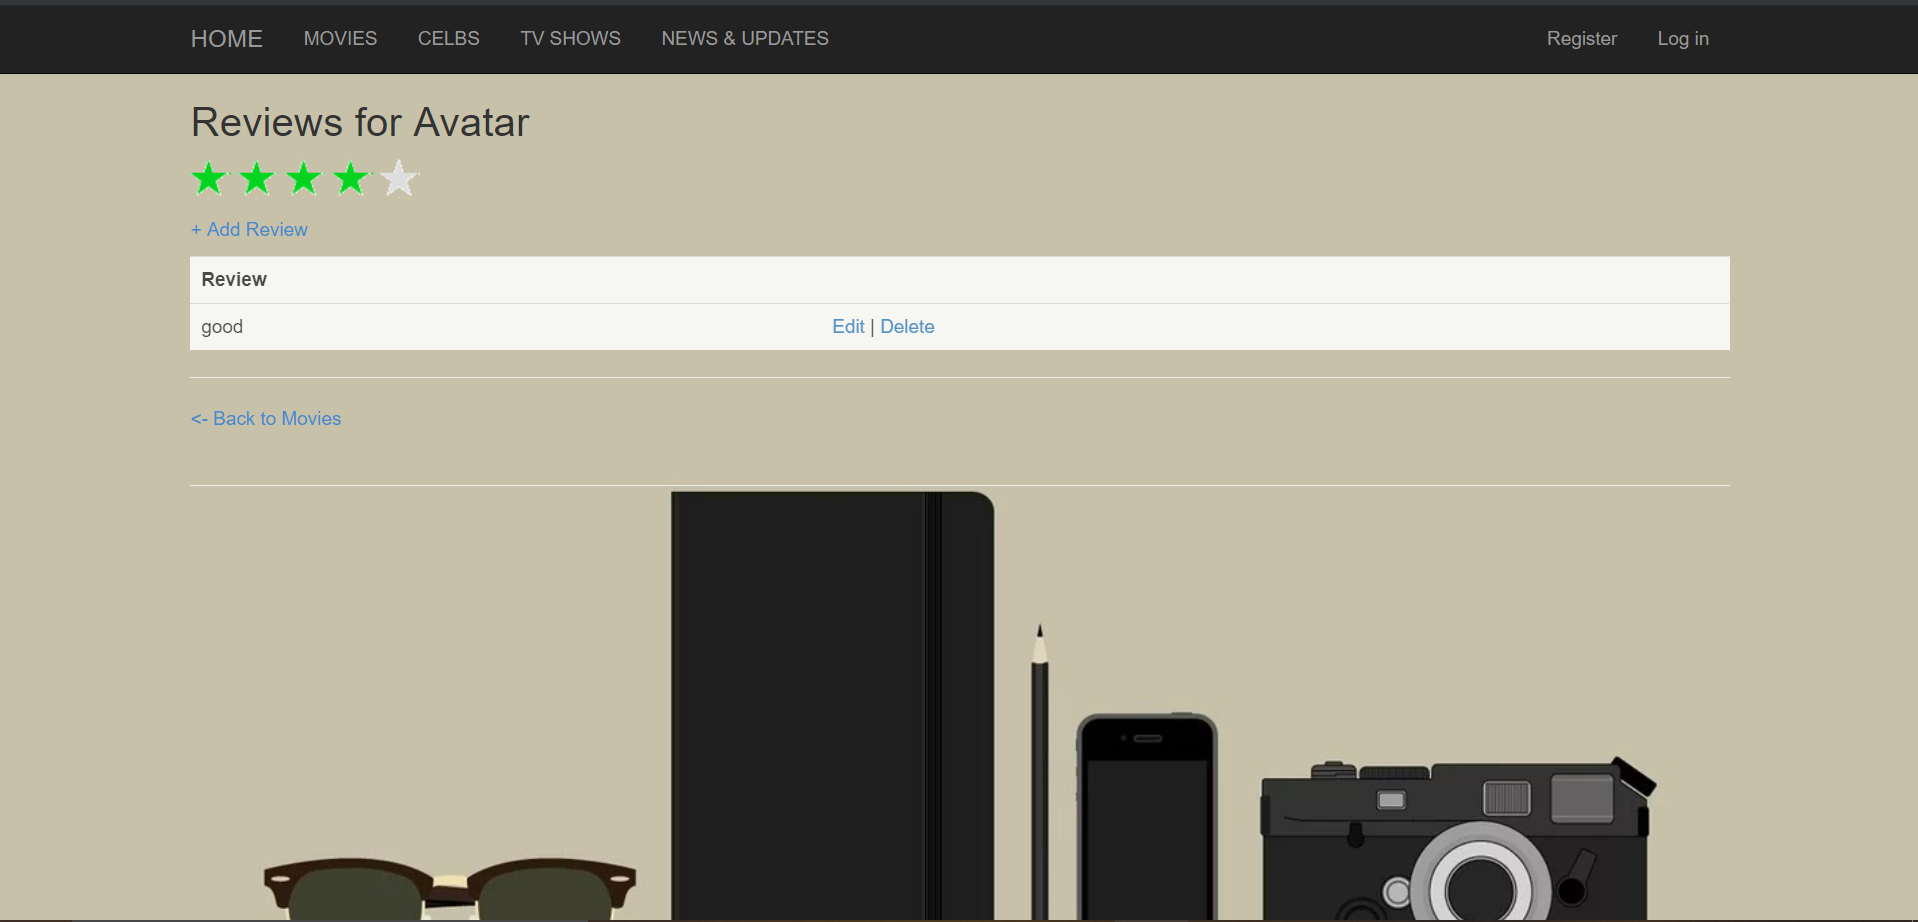 HOME MOVIES CELBS TV SHOWS NEWS & UPDATES Register Log in
Reviews for Avatar
+ Add Review
Review
good Edit | Delete
<- Back to Movies